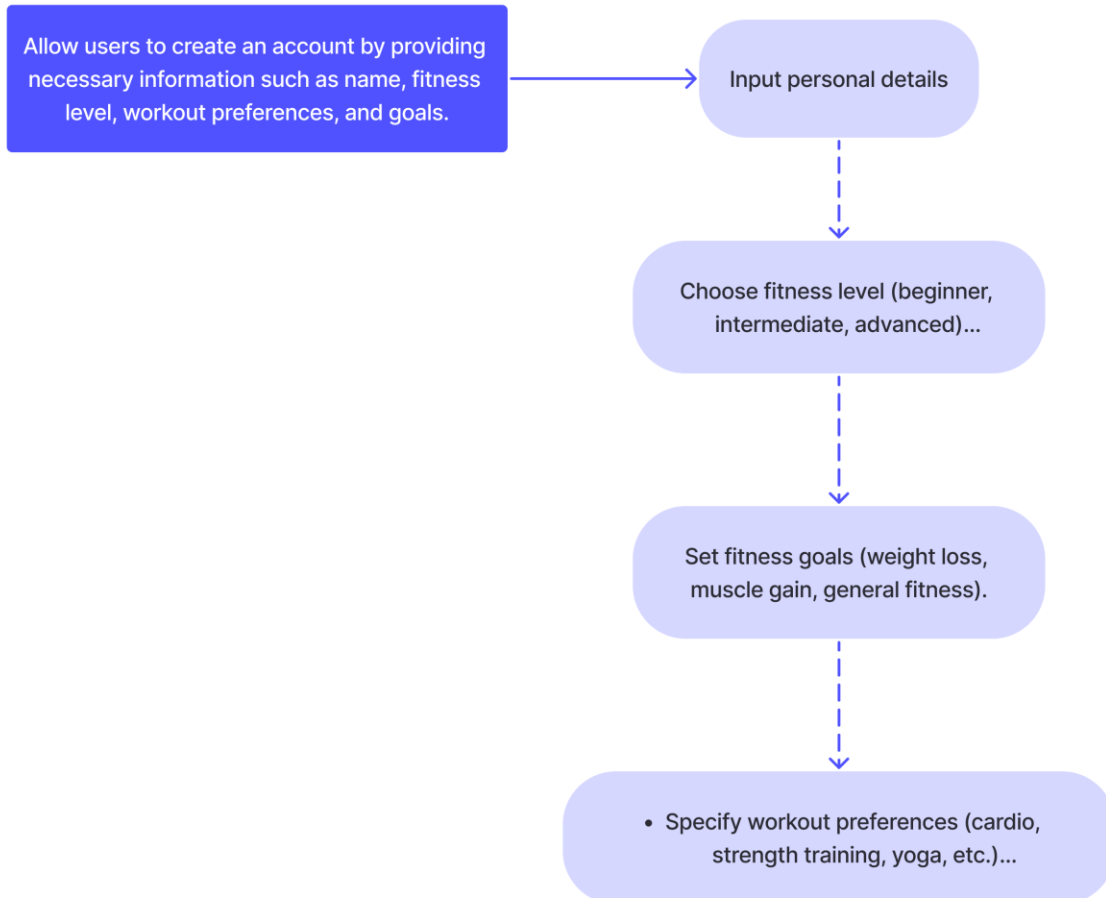 Allow users to create an account by providing
necessary information such as name, fitness
level, workout preferences, and goals.
Input personal details
Choose fitness level (beginner,
intermediate, advanced)...
Set fitness goals (weight loss,
muscle gain, general fitness).
• Specify workout preferences (cardio,
strength training, yoga, etc.)...